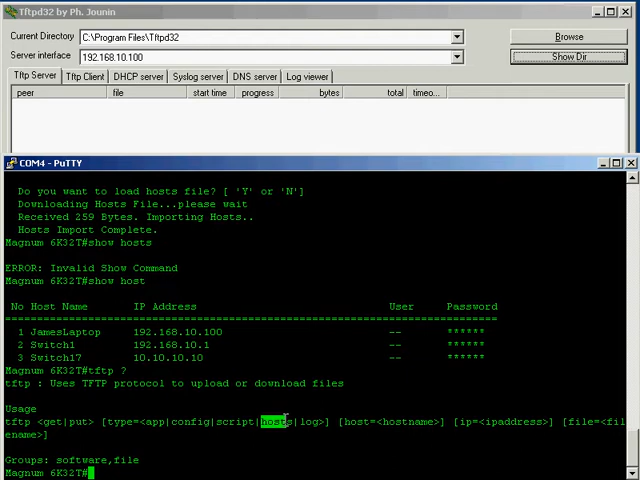 Tftpd32 by Ph. Jounin
Current Directory C:\Program Files\Tftpd32 Browse
Server interface 192.168.10.100 Show Dir
Tftp Server Tftp Client DHCP server Syslog server DNS server Log viewer
peer file start time progress bytes total timeo...
COM4 - PuTTY
Do you want to load hosts file? [ 'Y' or 'N']
Downloading Hosts File...please wait
Received 259 Bytes. Importing Hosts..
Hosts Import Complete.
Magnum 6K32T#show hosts
ERROR: Invalid Show Command
Magnum 6K32T#show host
No Host Name IP Address User Password
================================================================
1 JamesLaptop 192.168.10.100 -- ******
2 Switch1 192.168.10.1 -- ******
3 Switch17 10.10.10.10 -- ******
Magnum 6K32T#tftp ?
tftp : Uses TFTP protocol to upload or download files
Usage
tftp <get|put> [type=<app|config|script|hosts|log>] [host=<hostname>] [ip=<ipaddress>] [file=<fil
ename>]
Groups: software,file
Magnum 6K32T#